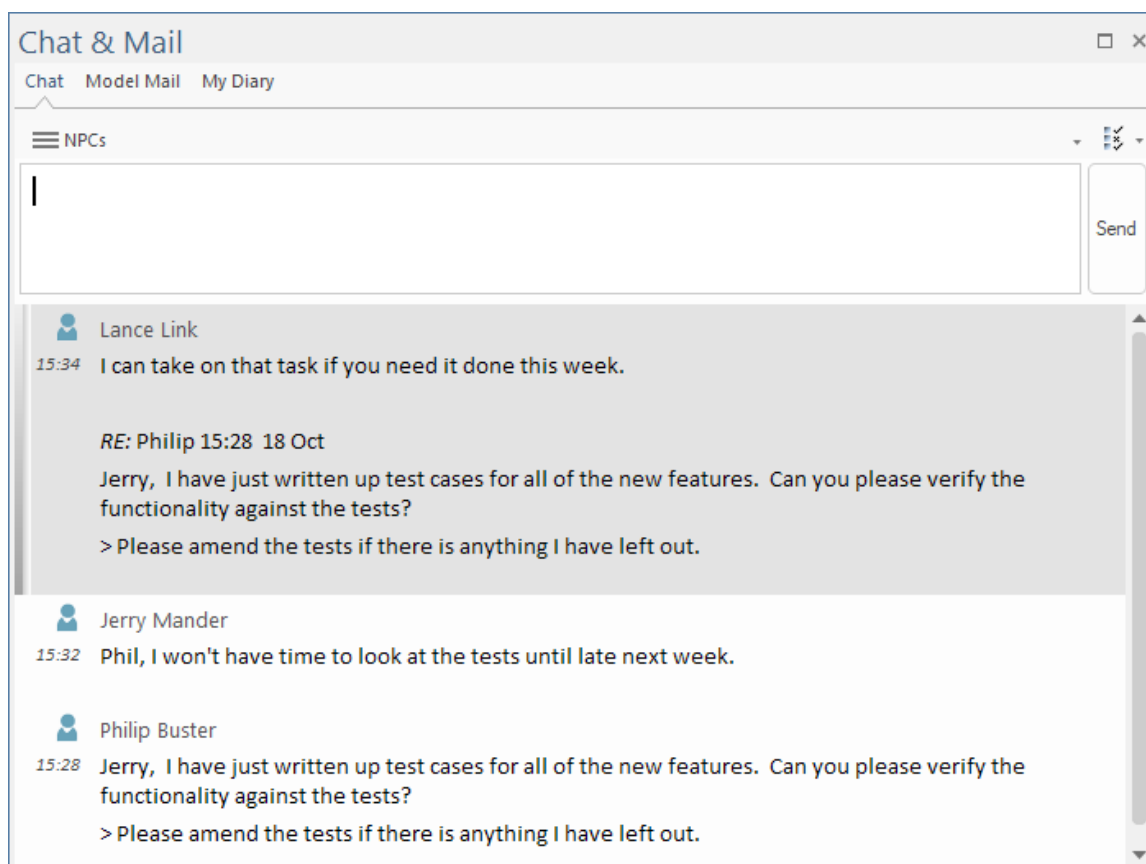 Chat & Mail
Chat Model Mail My Diary
NPCs
Send
Lance Link
15:34 I can take on that task if you need it done this week.
RE: Philip 15:28 18 Oct
Jerry, I have just written up test cases for all of the new features. Can you please verify the
functionality against the tests?
> Please amend the tests if there is anything I have left out.
Jerry Mander
15:32 Phil, I won't have time to look at the tests until late next week.
Philip Buster
15:28 Jerry, I have just written up test cases for all of the new features. Can you please verify the
functionality against the tests?
> Please amend the tests if there is anything I have left out.